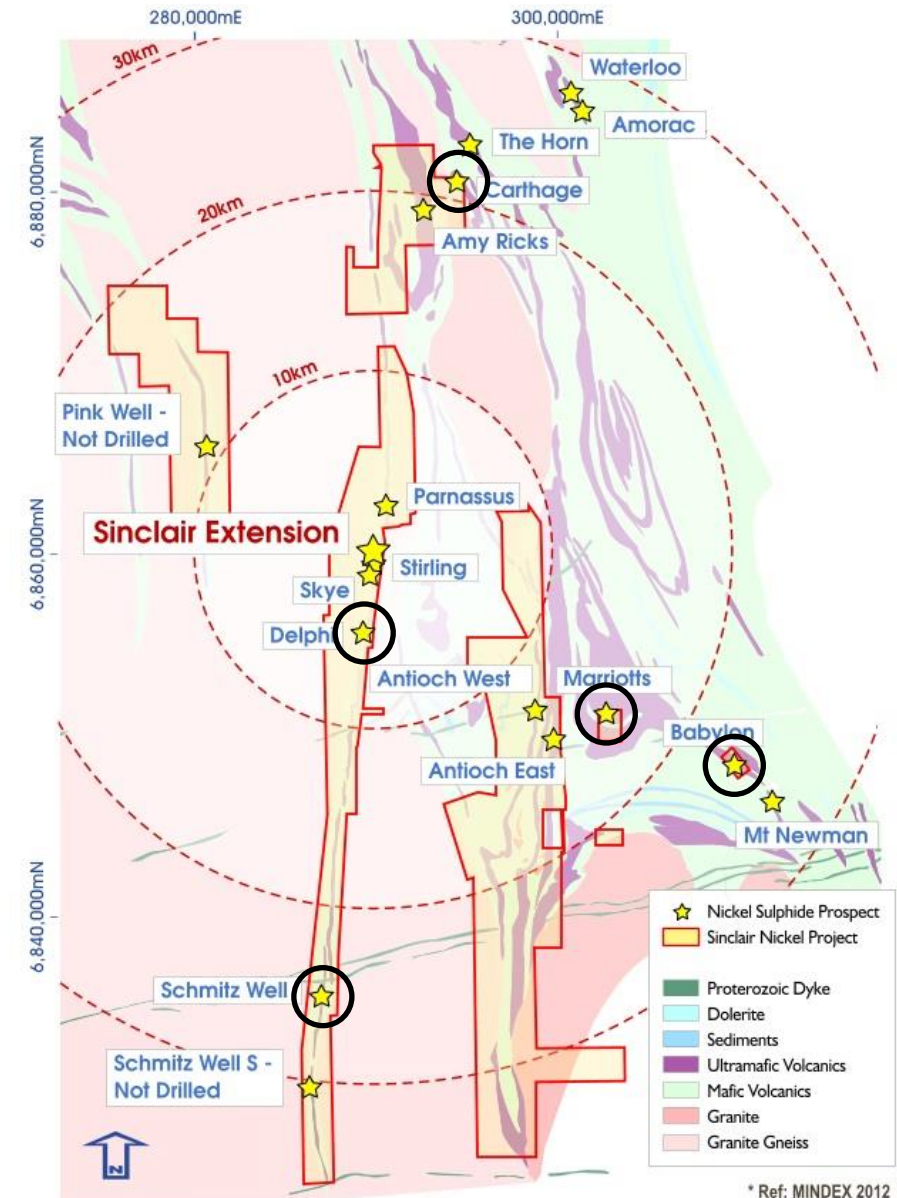 280,000mE
300,000mE
30km
Waterloo
Amorac
The Horn
Carthage
6,880,000mN
20km
Amy Ricks
10km
Pink Well -
Not Drilled
Parnassus
Sinclair Extension
6,860,000mN
Stirling
Skye
Delphi
Antioch West
Marriotts
Babylon
Antioch East
Mt Newman
6,840,000mN
Schmitz Well
Schmitz Well S -
Not Drilled
N
Nickel Sulphide Prospect
Sinclair Nickel Project
Proterozoic Dyke
Dolerite
Sediments
Ultramafic Volcanics
Mafic Volcanics
Granite
Granite Gneiss
* Ref: MINDEX 2012